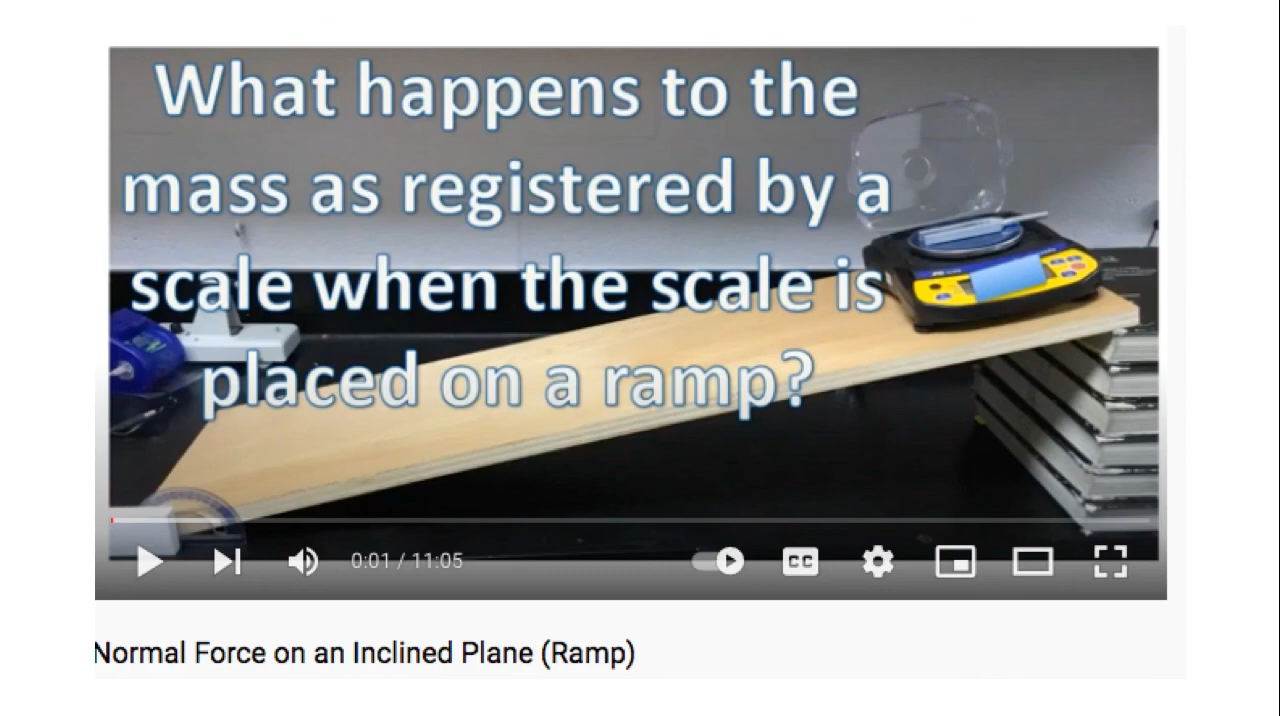 What happens to the
mass as registered by a
scale when the scale is
placed on a ramp?
0:01 / 11:05
CC
Normal Force on an Inclined Plane (Ramp)